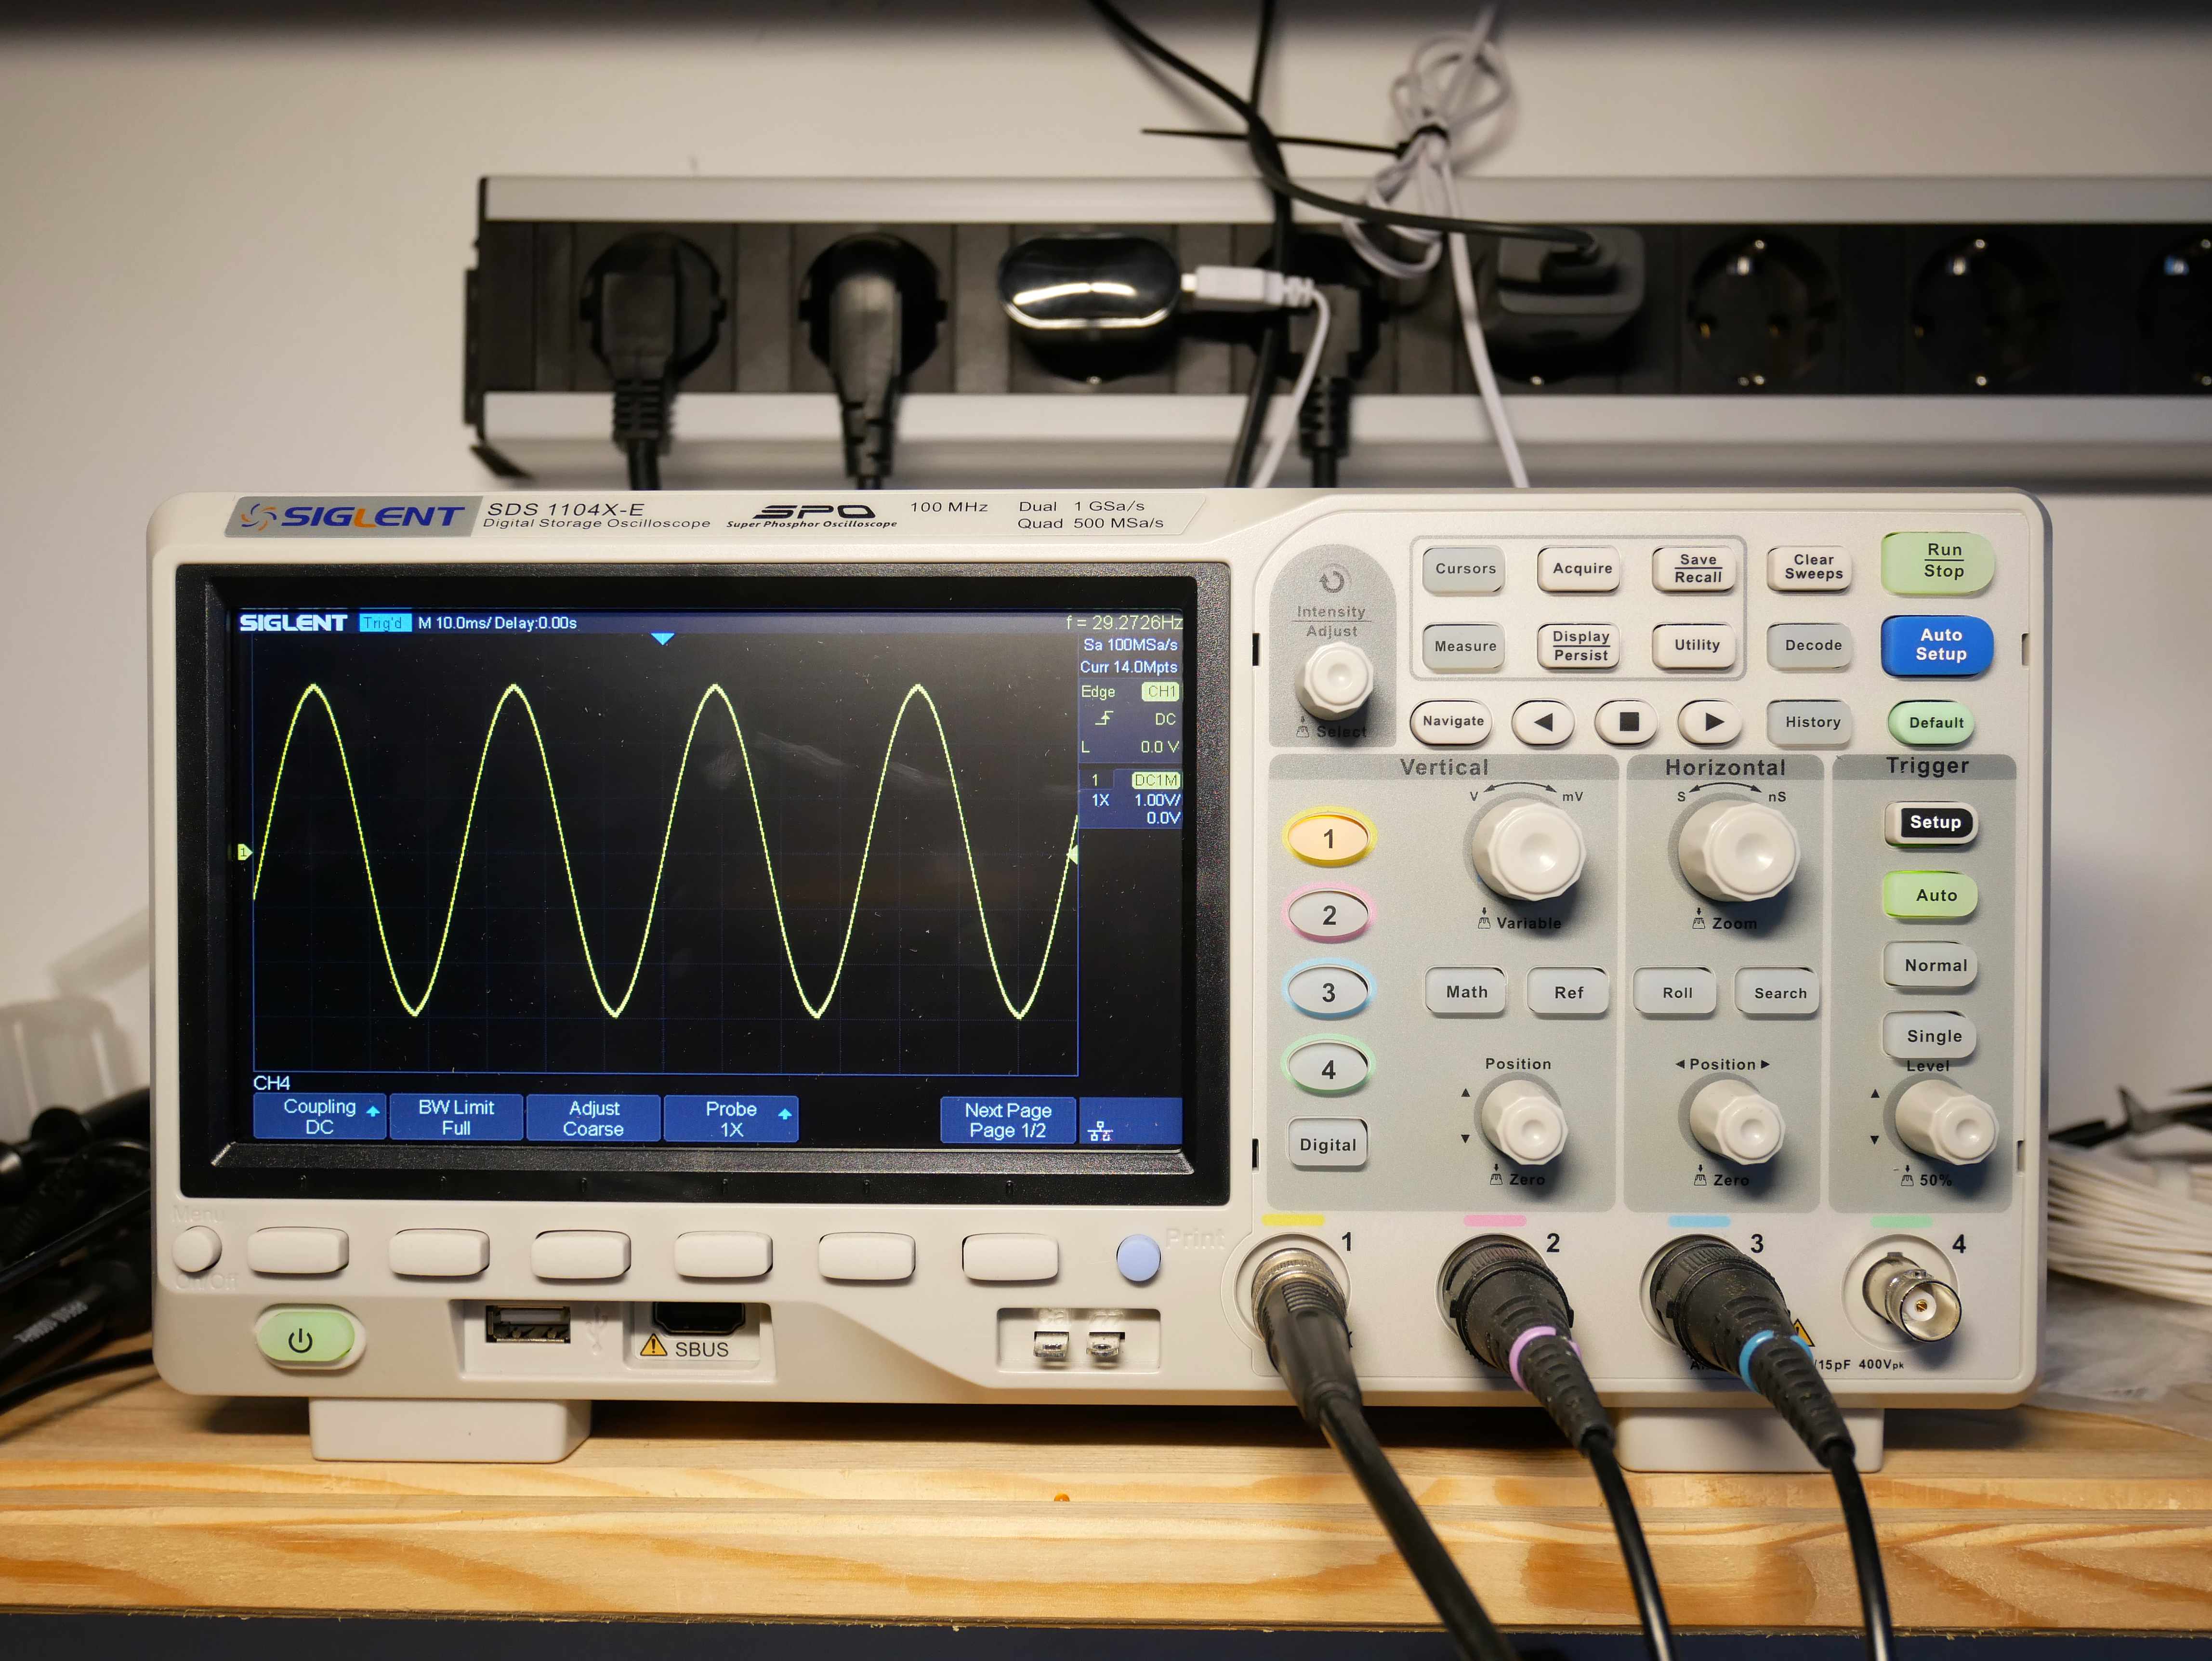 SIGLENT
SDS 1104X-E
Digital Storage Oscilloscope
SPO
Super Phosphor Oscilloscope
100 MHz
Dual 1 GSa/s
Quad 500 MSa/s
SIGLENT Trig'd M 10.0ms/ Delay:0.00s f = 29.2726Hz
Sa 100MSa/s
Curr 14.0Mpts
Edge CH1
DC
L 0.0 V
1 DC1M
1X 1.00V/
0.0V
1
CH4
Coupling
DC
BW Limit
Full
Adjust
Coarse
Probe
1X
Next Page
Page 1/2
Intensity
Adjust
Select
Cursors
Acquire
Save
Recall
Clear
Sweeps
Run
Stop
Measure
Display
Persist
Utility
Decode
Auto
Setup
Navigate
History
Default
Vertical
Horizontal
Trigger
V mV
S nS
Variable
Zoom
1
2
3
4
Digital
Math
Ref
Roll
Search
Setup
Auto
Normal
Single
Level
Position
Position
Zero
Zero
50%
Menu
On/Off
Print
SBUS
1
2
3
4
/15pF 400Vpk